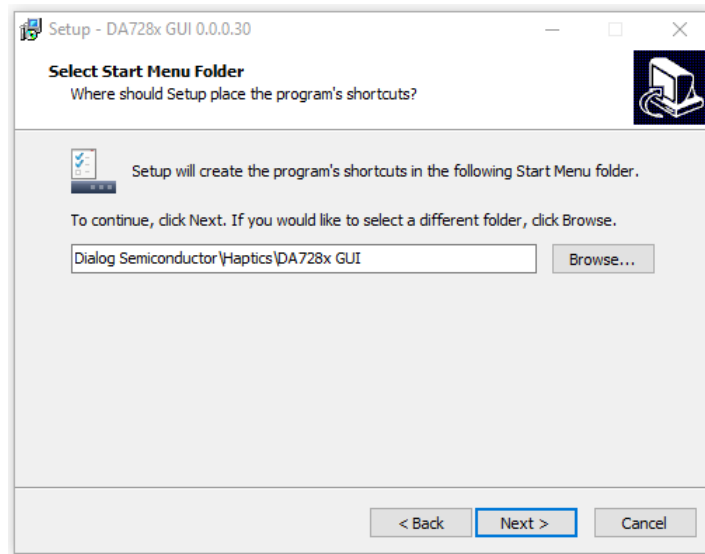 Setup - DA728x GUI 0.0.0.30
Select Start Menu Folder
Where should Setup place the program's shortcuts?
Setup will create the program's shortcuts in the following Start Menu folder.
To continue, click Next. If you would like to select a different folder, click Browse.
Dialog Semiconductor\Haptics\DA728x GUI
Browse...
< Back
Next >
Cancel